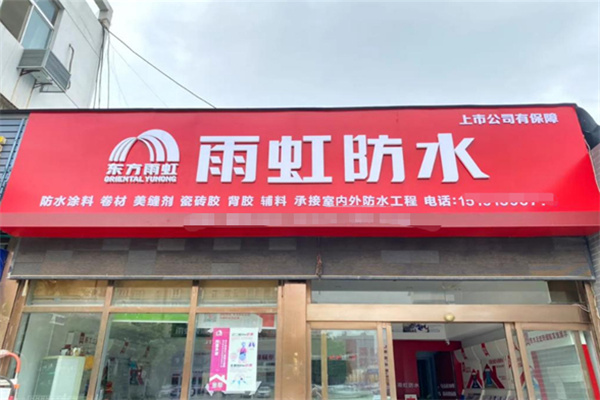 上市公司有保障
雨虹防水
东方雨虹
ORIENTAL YUHONG
防水涂料 卷材 美缝剂 瓷砖胶 背胶 辅料 承接室内外防水工程 电话: